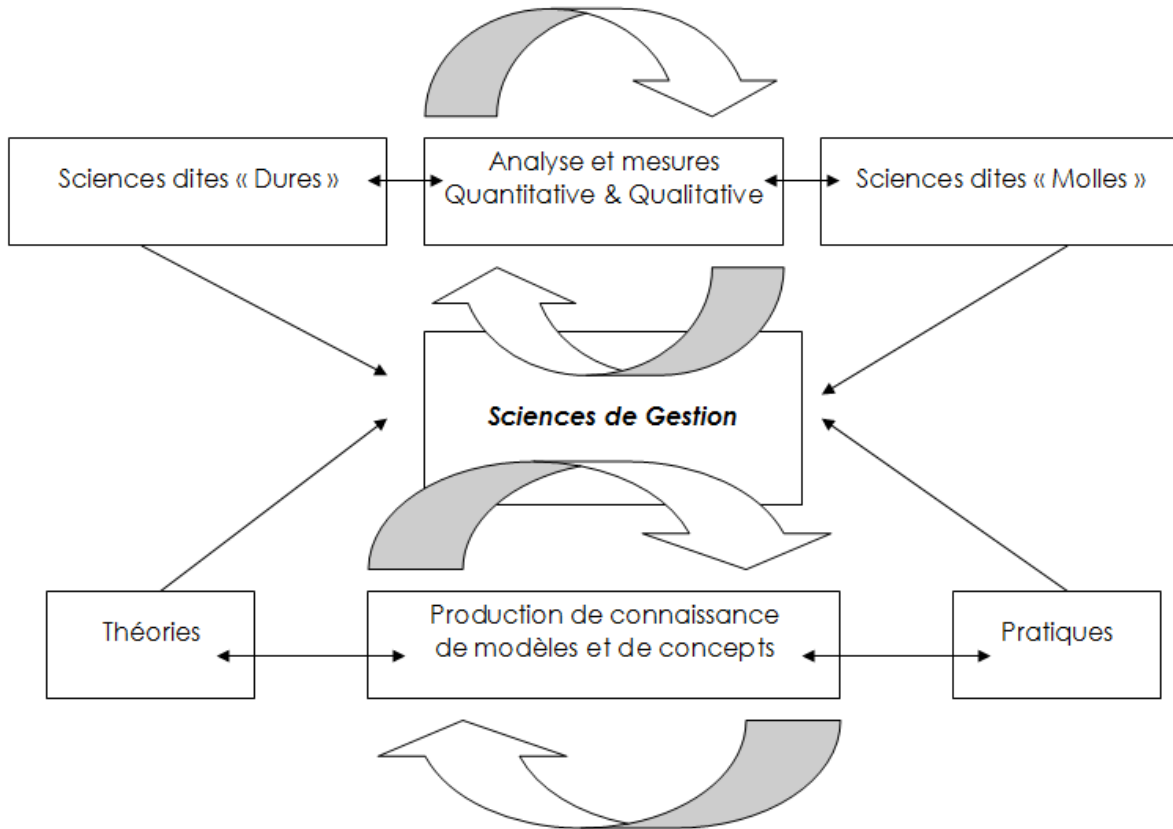 Sciences dites « Dures »
Analyse et mesures
Quantitative & Qualitative
Sciences dites « Molles »
Sciences de Gestion
Théories
Production de connaissance
de modèles et de concepts
Pratiques